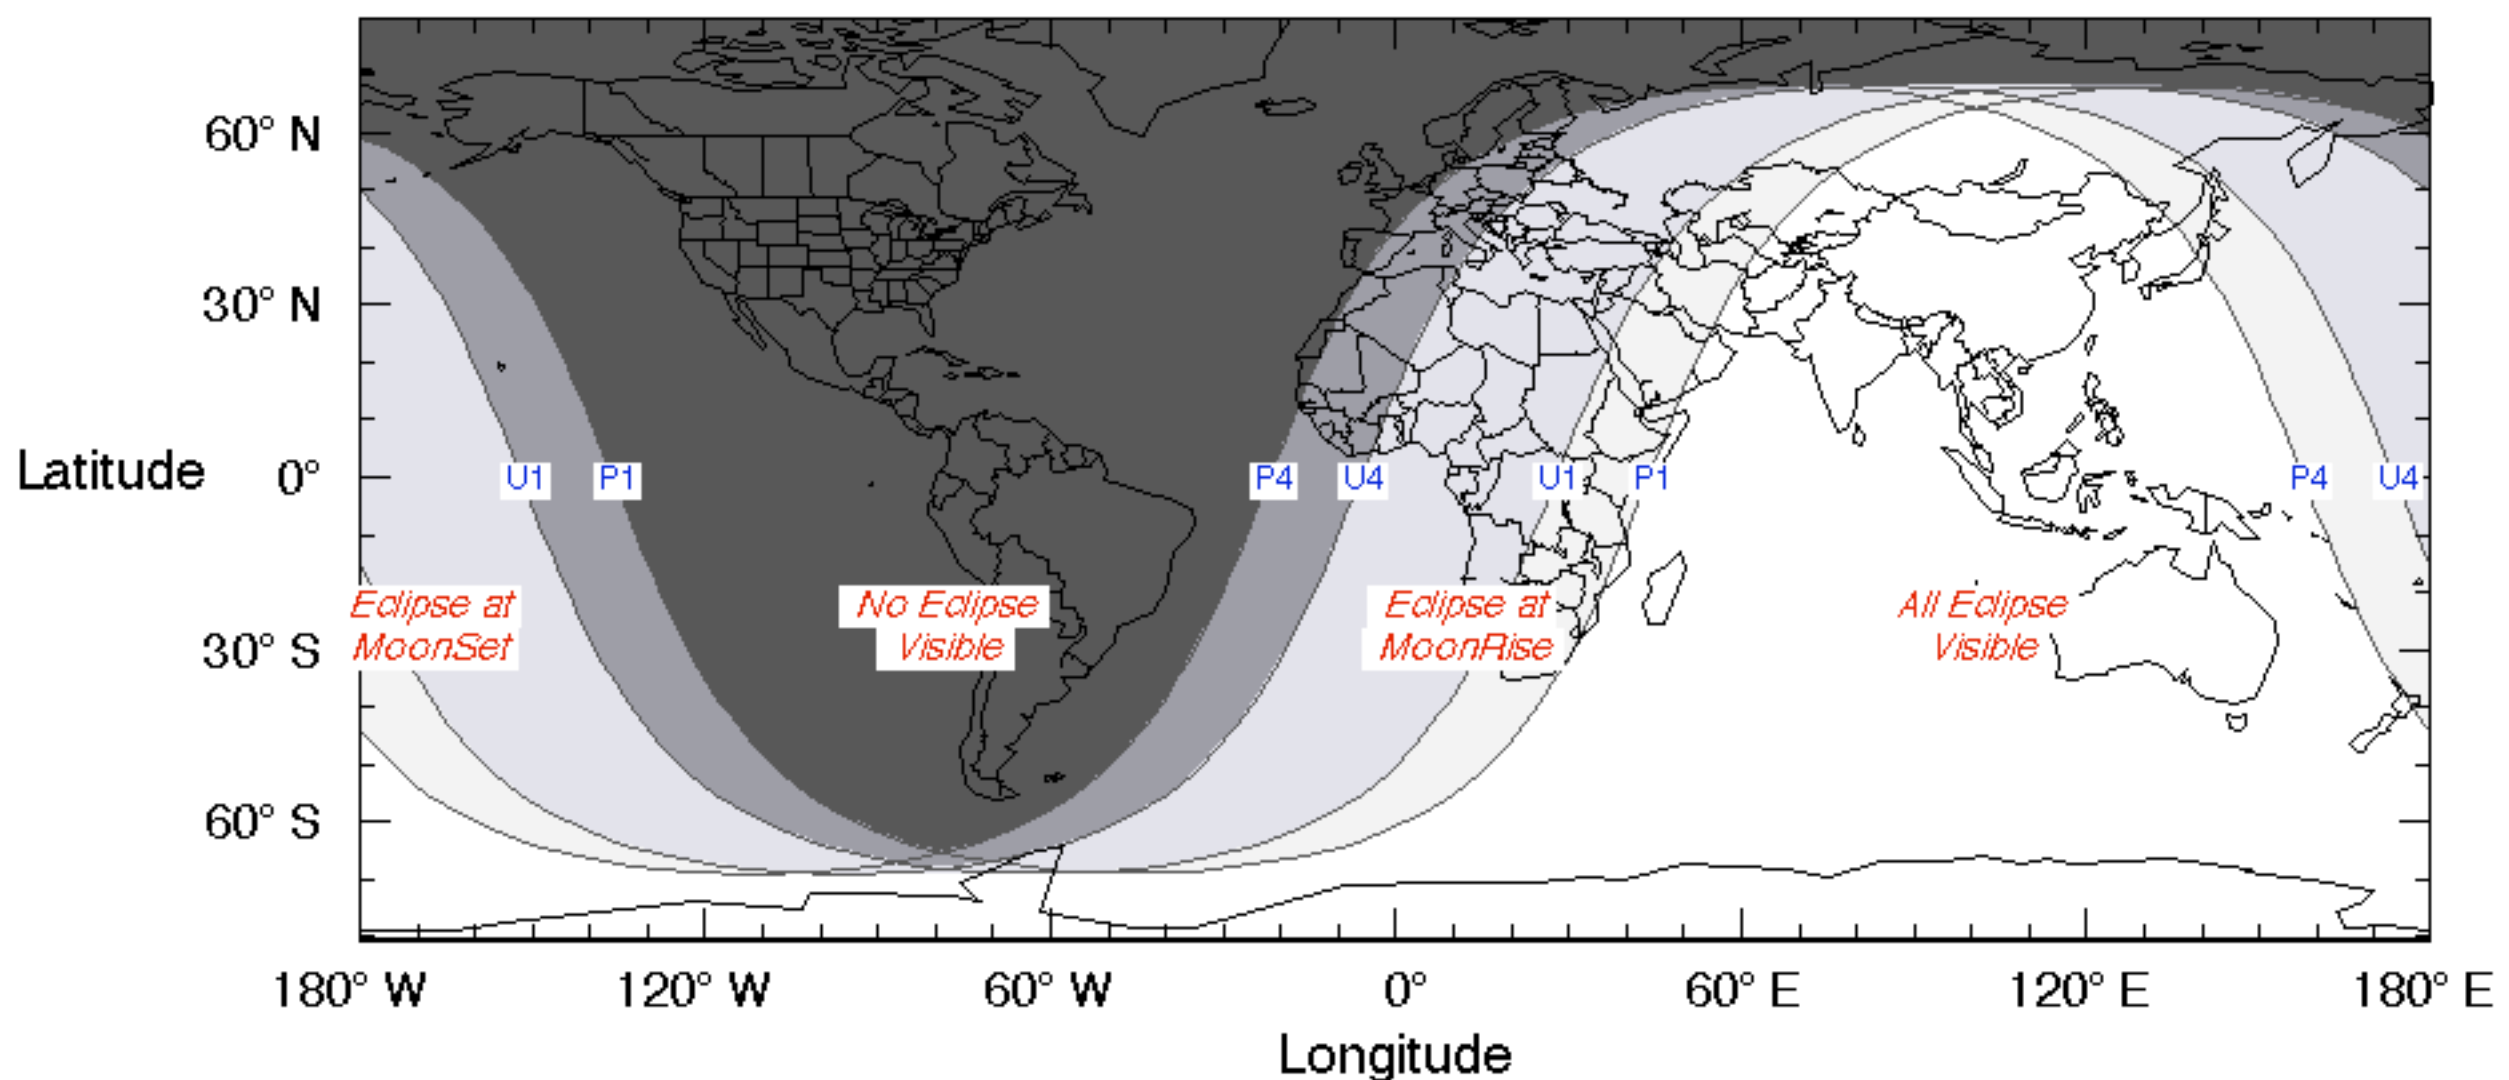 60° N
30° N
Latitude 0°
U1 P1 P4 U4 U1 P1 P4 U4
Eclipse at
MoonSet
No Eclipse
Visible
Eclipse at
MoonRise
All Eclipse
Visible
30° S
60° S
180° W 120° W 60° W 0° 60° E 120° E 180° E
Longitude